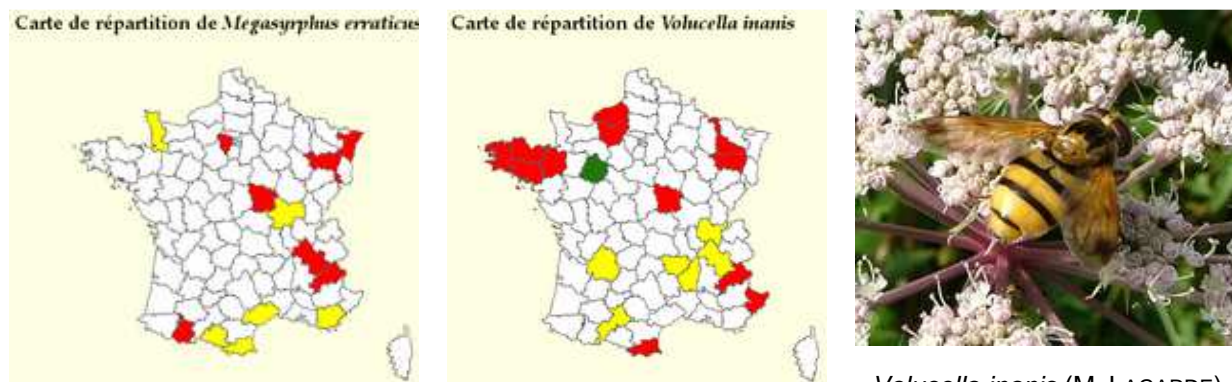 Carte de répartition de Megasyrphus erraticus
Carte de répartition de Volucella inanis
Volucella inanis (M. LAGARDE)